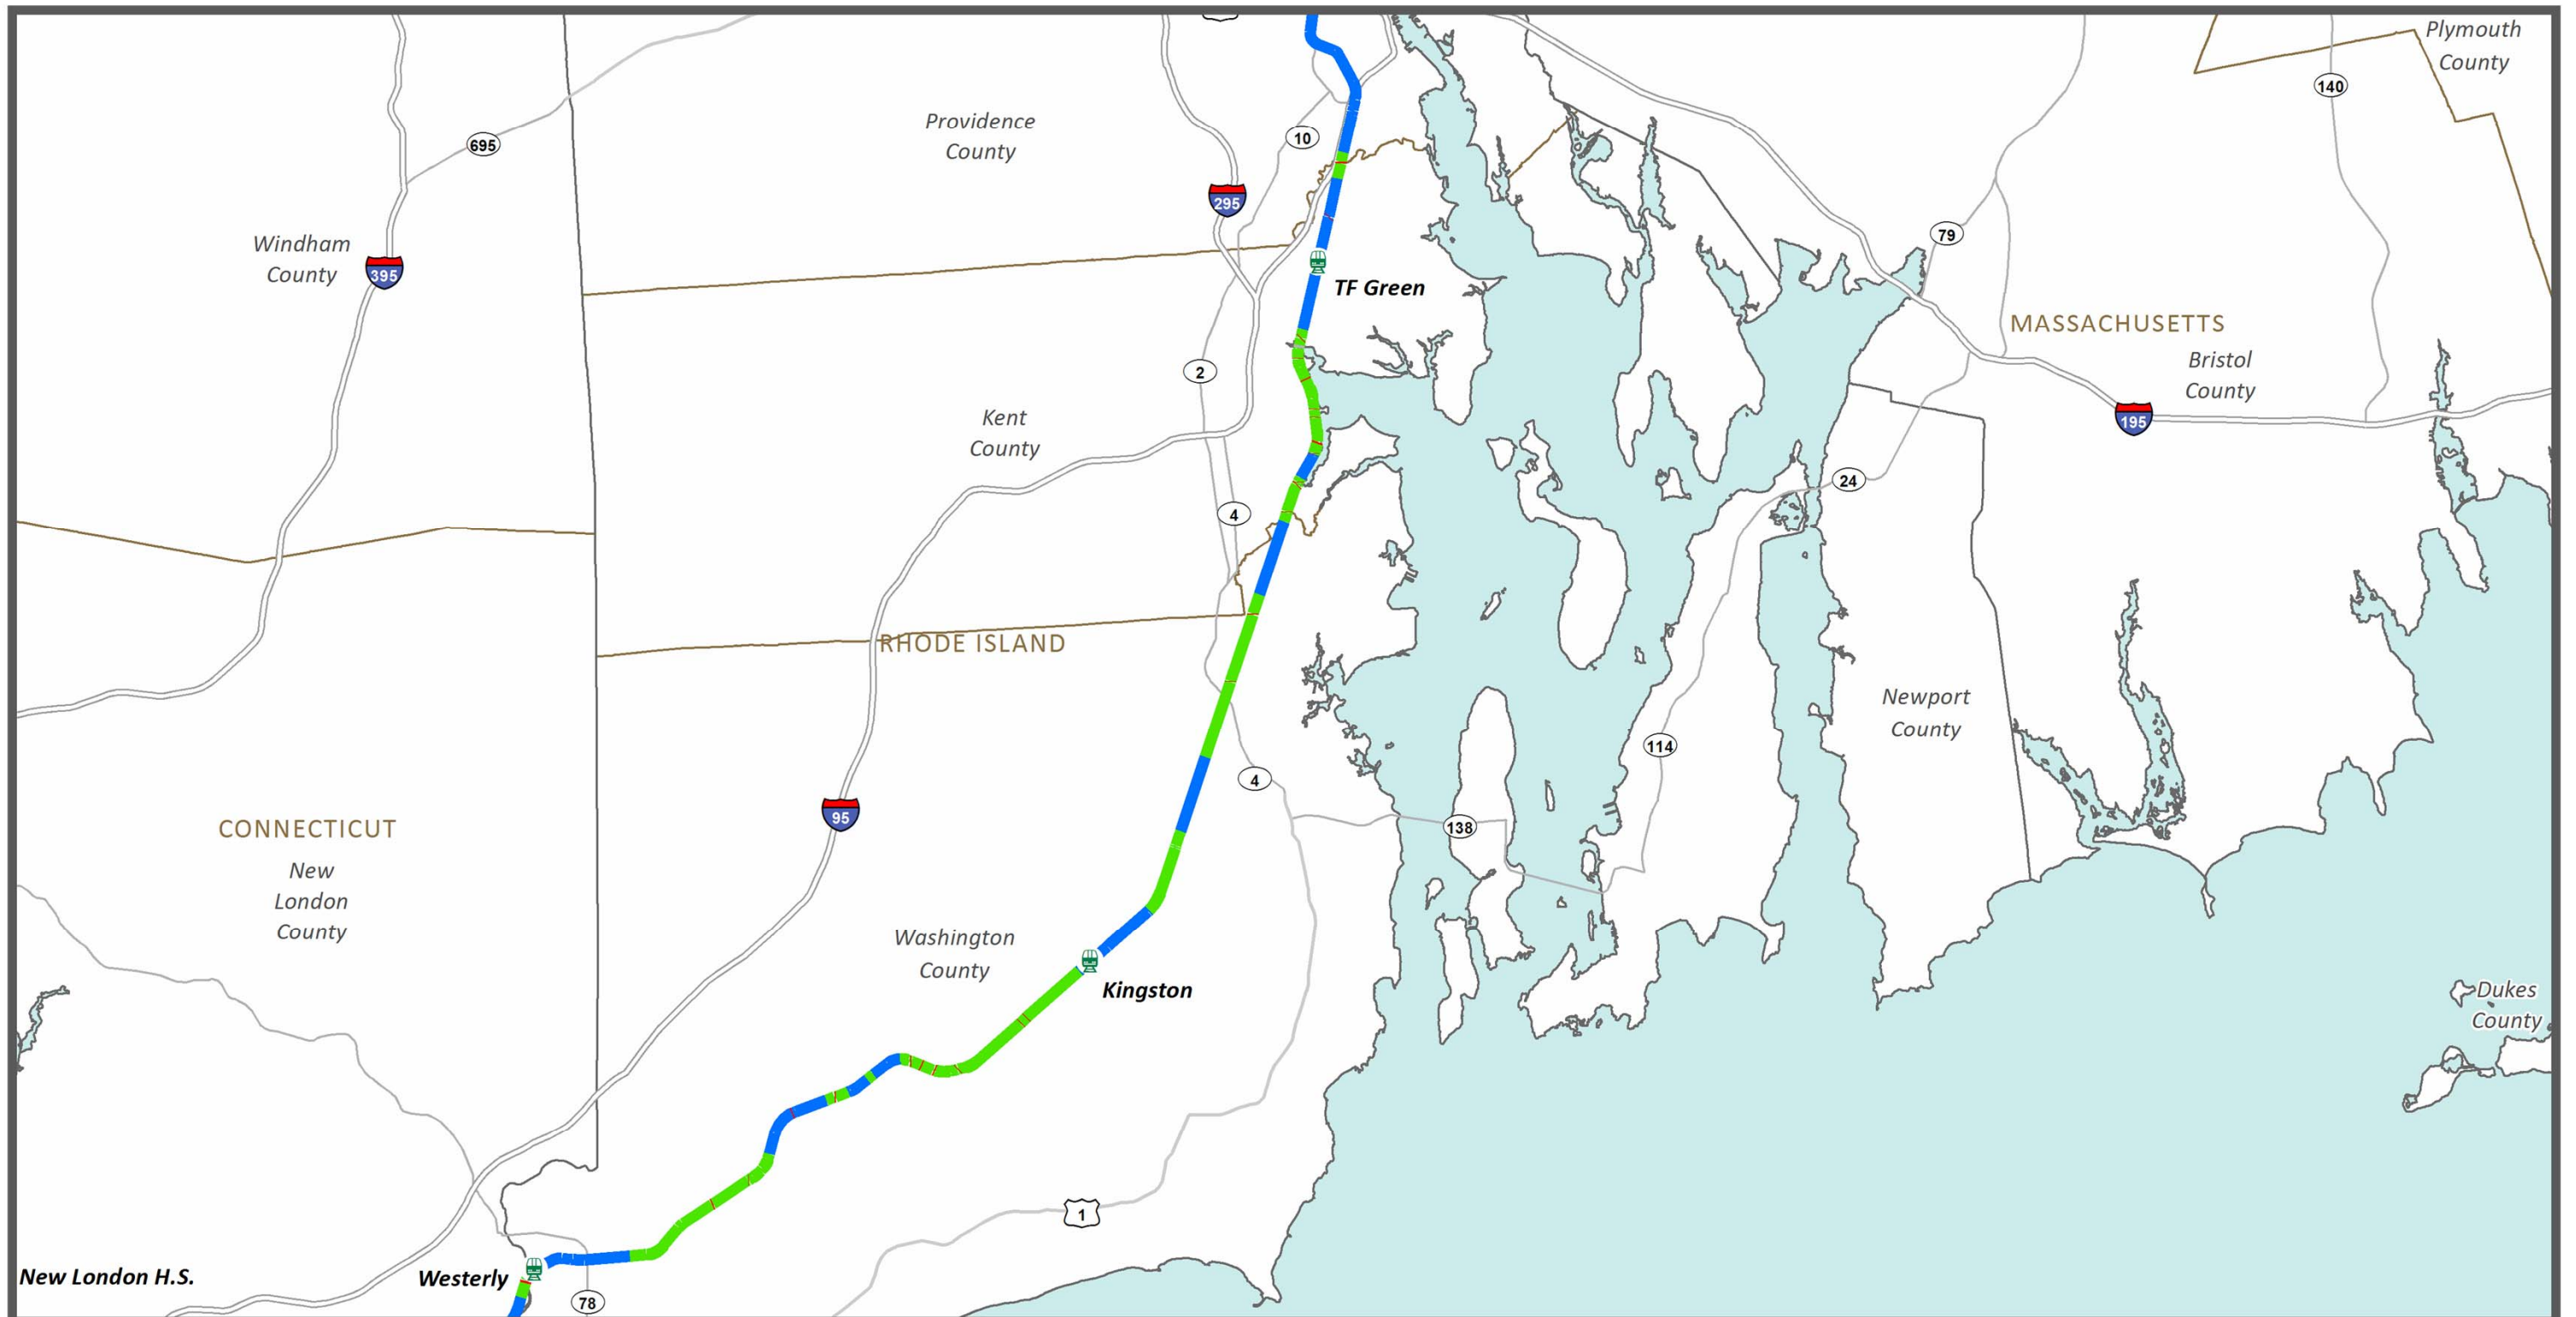 Plymouth
County
140
10
Providence
County
695
295
79
Windham
County
395
TF Green
MASSACHUSETTS
Bristol
County
2
195
Kent
County
24
4
RHODE ISLAND
Newport
County
114
4
95
138
CONNECTICUT
New
London
County
Washington
County
Kingston
Dukes
County
1
New London H.S.
Westerly
78